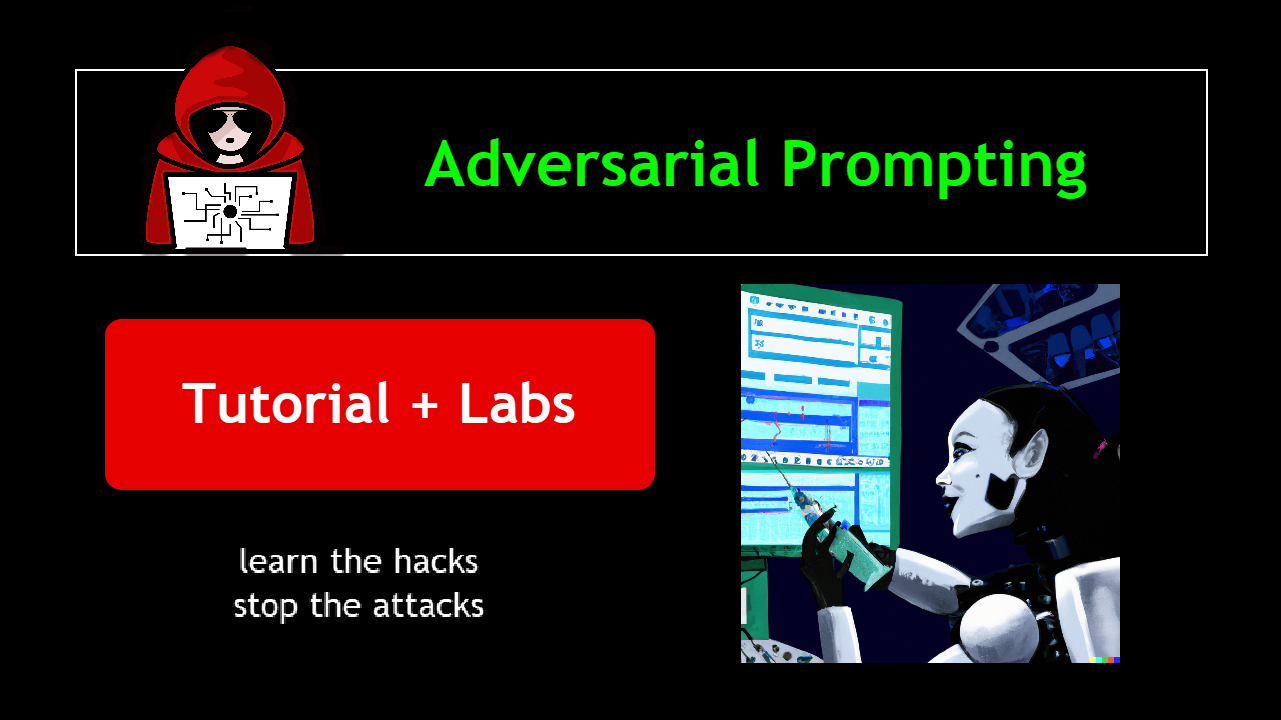 Adversarial Prompting
Tutorial + Labs
learn the hacks
stop the attacks